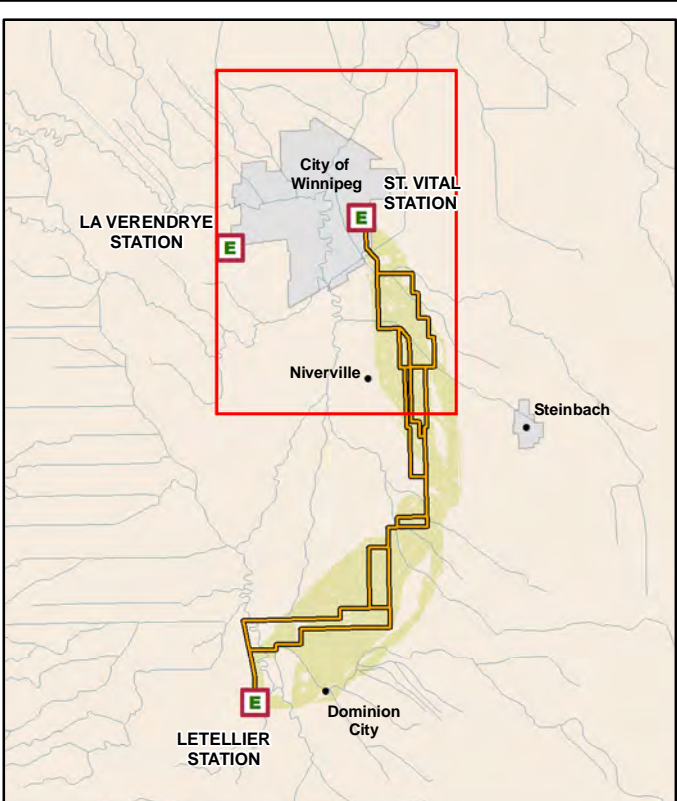 City of
Winnipeg
ST. VITAL
STATION
E
LA VERENDRYE
STATION
E
Niverville
Steinbach
E
Dominion
City
LETELLIER
STATION